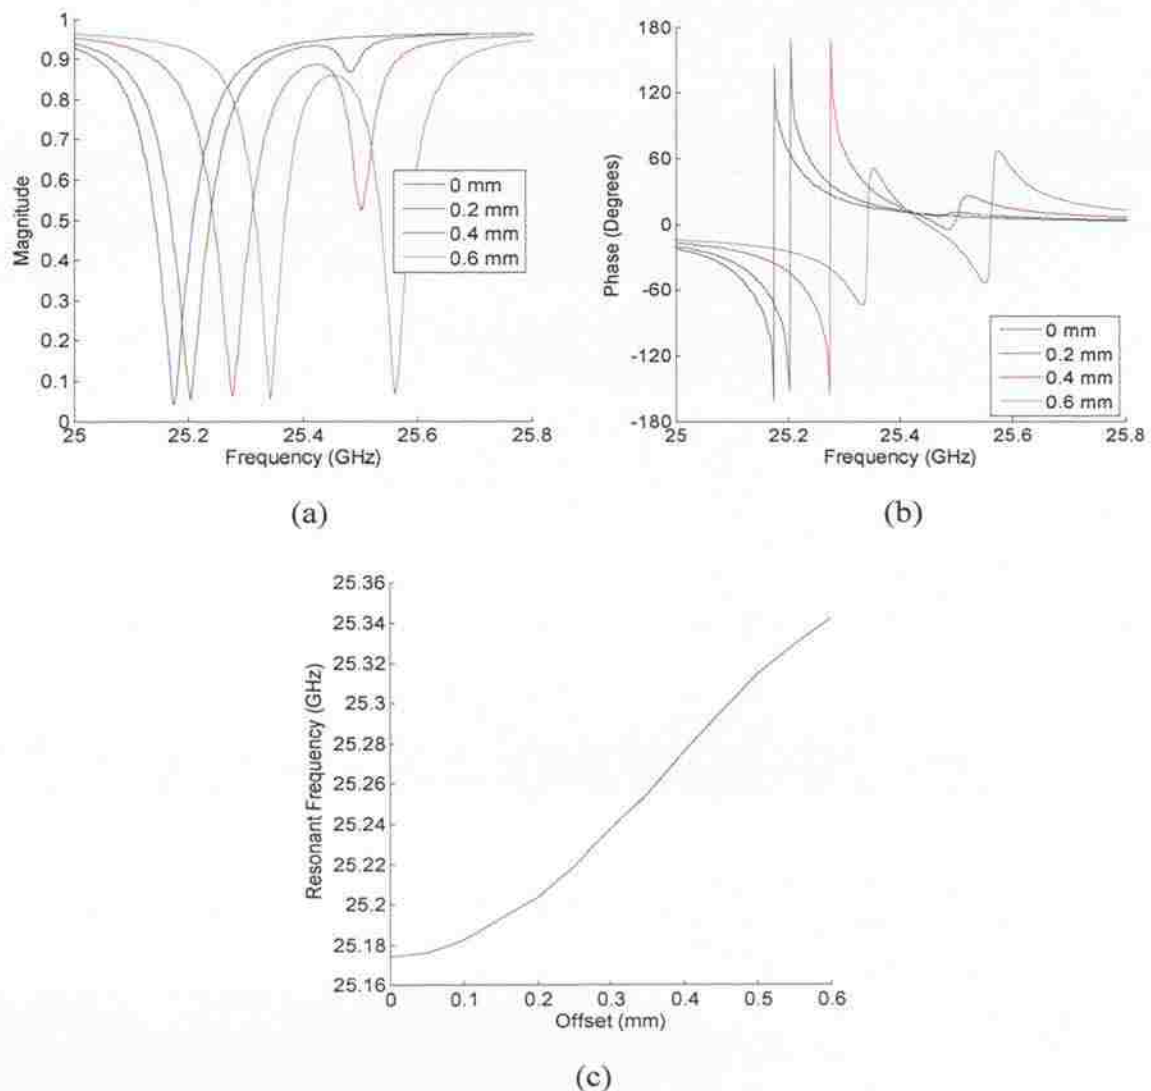 1
0.9
0.8
0.7
0.6
0.5
0.4
0.3
0.2
0.1
0
Magnitude
25
25.2
25.4
25.6
25.8
Frequency (GHz)
0 mm
0.2 mm
0.4 mm
0.6 mm
(a)
180
120
60
0
-60
-120
-180
Phase (Degrees)
25
25.2
25.4
25.6
25.8
Frequency (GHz)
0 mm
0.2 mm
0.4 mm
0.6 mm
(b)
25.36
25.34
25.32
25.3
25.28
25.26
25.24
25.22
25.2
25.18
25.16
Resonant Frequency (GHz)
0
0.1
0.2
0.3
0.4
0.5
0.6
Offset (mm)
(c)